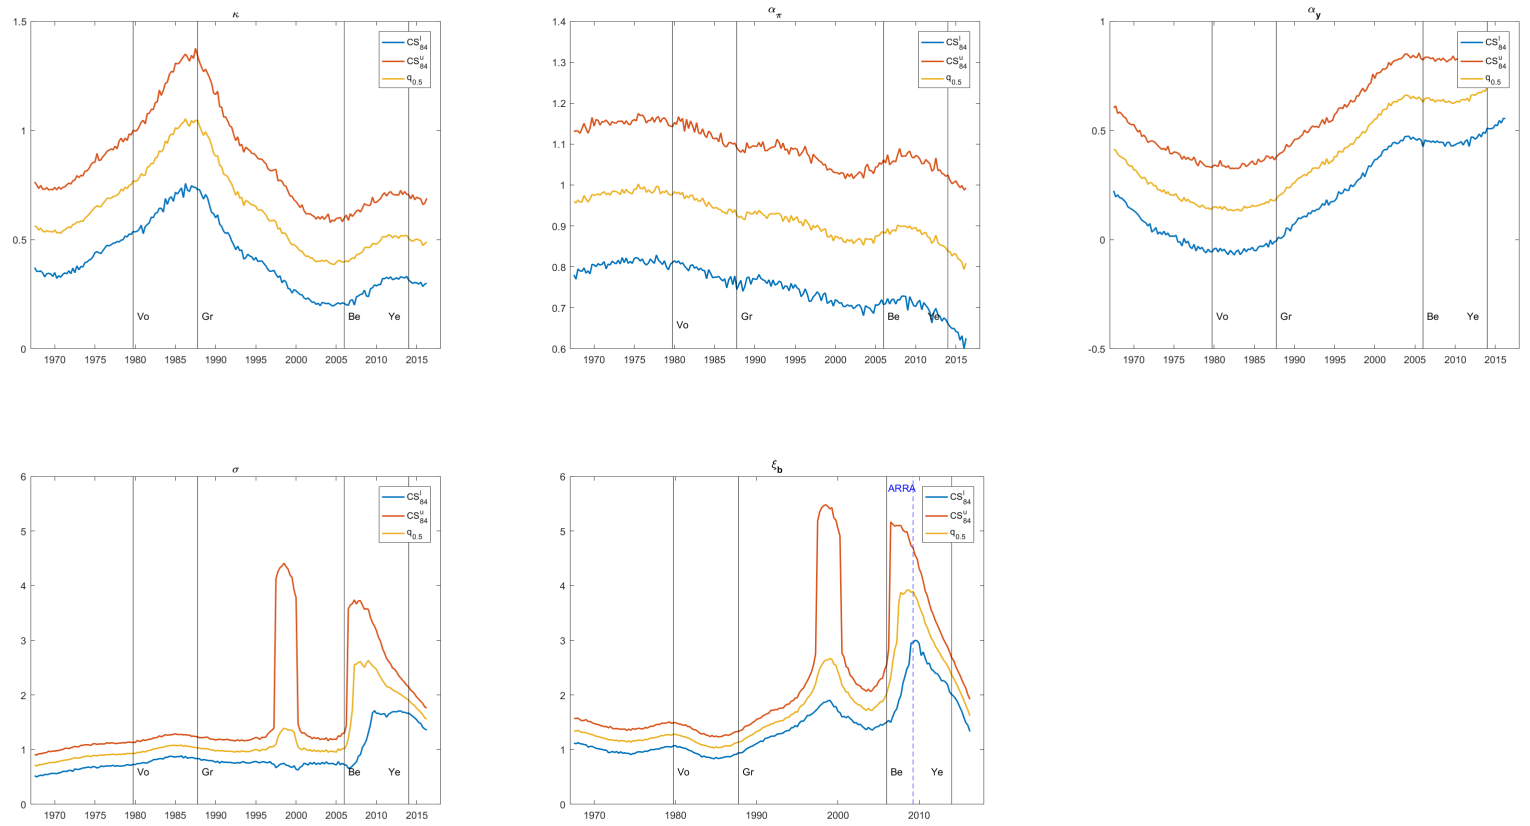 κ
1.5
1
0.5
0
1970 1975 1980 1985 1990 1995 2000 2005 2010 2015
Vo Gr Be Ye
CS^l_84
CS^u_84
q_0.5
α_π
1.4
1.3
1.2
1.1
1
0.9
0.8
0.7
0.6
1970 1975 1980 1985 1990 1995 2000 2005 2010 2015
Vo Gr Be Ye
CS^l_84
CS^u_84
q_0.5
α_y
1
0.5
0
-0.5
1970 1975 1980 1985 1990 1995 2000 2005 2010 2015
Vo Gr Be Ye
CS^l_84
CS^u_84
q_0.5
σ
6
5
4
3
2
1
0
1970 1975 1980 1985 1990 1995 2000 2005 2010 2015
Vo Gr Be Ye
CS^l_84
CS^u_84
q_0.5
ξ_b
6
5
4
3
2
1
0
1970 1980 1990 2000 2010
Vo Gr Be Ye
ARRA
CS^l_84
CS^u_84
q_0.5